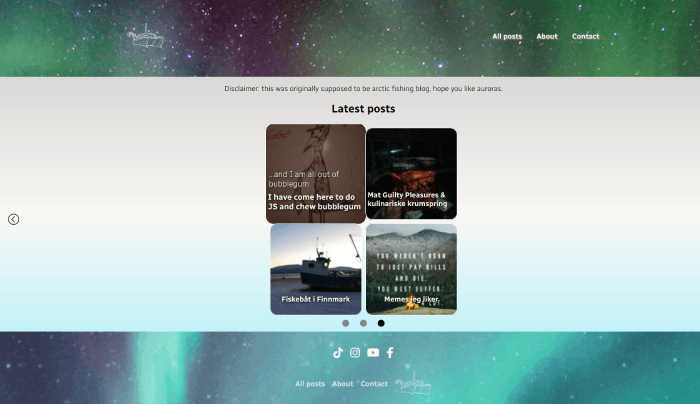 All posts About Contact
Disclaimer: this was originally supposed to be arctic fishing blog, hope you like auroras.
Latest posts
...and I am all out of
bubblegum
I have come here to do
JS and chew bubblegum
Mat Guilty Pleasures &
kulinariske krumspring
Fiskebåt i Finnmark
YOU WEREN'T BORN
TO JUST PAY BILLS
AND DIE.
YOU MUST SUFFER.
Memes jeg liker.
A LOT.
All posts About Contact